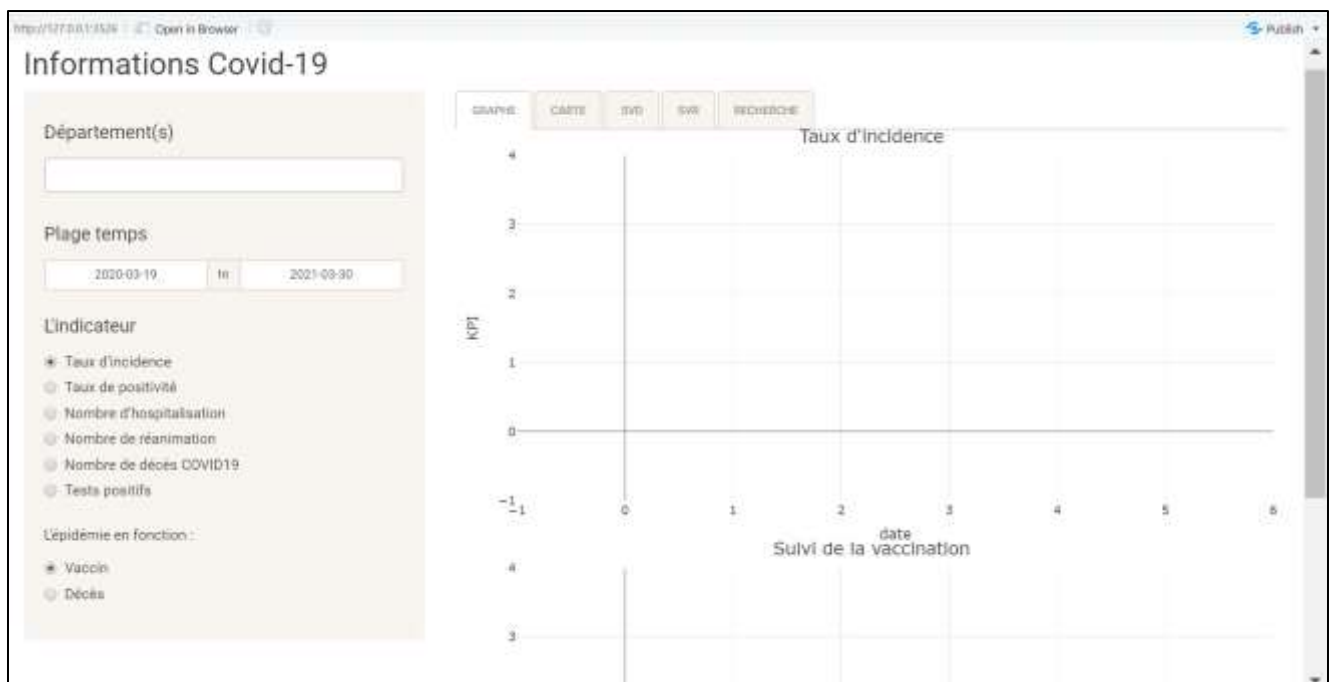 Open in Browser
Publish
Informations Covid-19
Département(s)
Plage temps
2020-03-19 to 2021-03-30
L'indicateur
Taux d'incidence
Taux de positivité
Nombre d'hospitalisation
Nombre de réanimation
Nombre de décès COVID19
Tests positifs
L'épidémie en fonction :
Vaccin
Décès
GRAPHE CARTE RECHERCHE
Taux d'incidence
4
3
2
1
0
−1
KPI
−1 0 1 2 3 4 5 6
date
Suivi de la vaccination
4
3